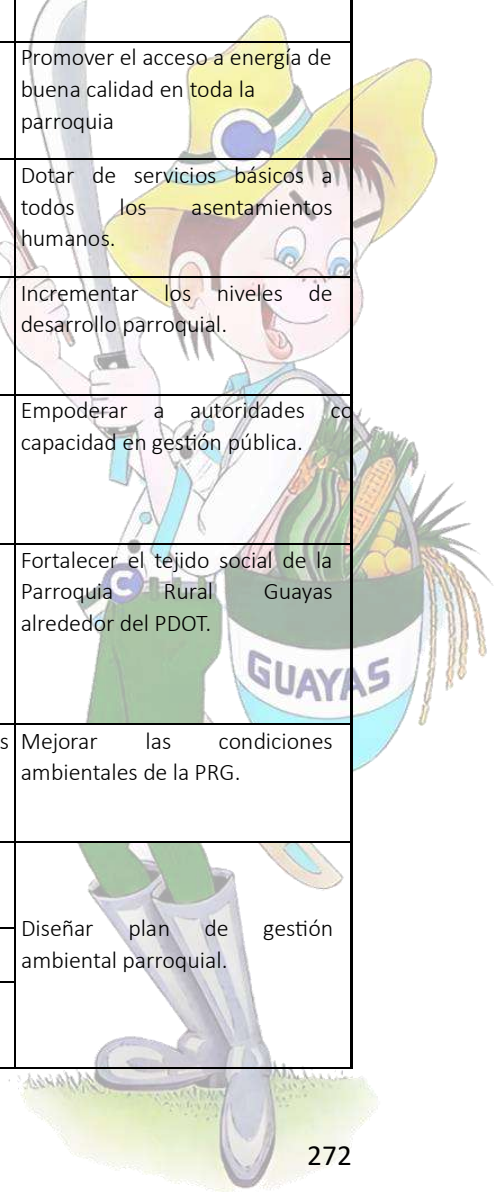 Promover el acceso a energía de
buena calidad en toda la
parroquia
Dotar de servicios básicos a
todos los asentamientos
humanos.
Incrementar los niveles de
desarrollo parroquial.
Empoderar a autoridades co
capacidad en gestión pública.
Fortalecer el tejido social de la
Parroquia Rural Guayas
alrededor del PDOT.
GUAYAS
s Mejorar las condiciones
ambientales de la PRG.
Diseñar plan de gestión
ambiental parroquial.
272